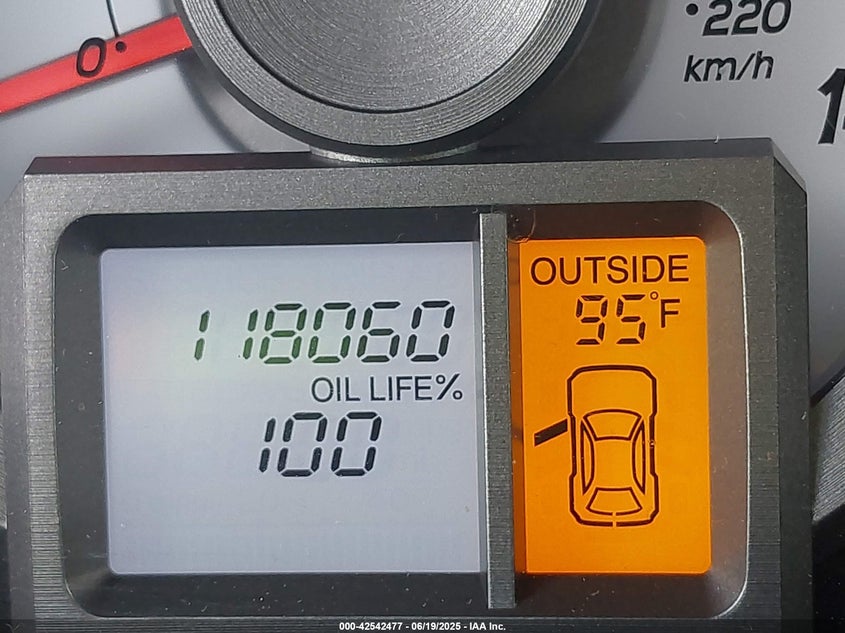 0
220
km/h
118060
OIL LIFE%
100
OUTSIDE
95°F
000-42542477 - 06/19/2025 - IAA Inc.